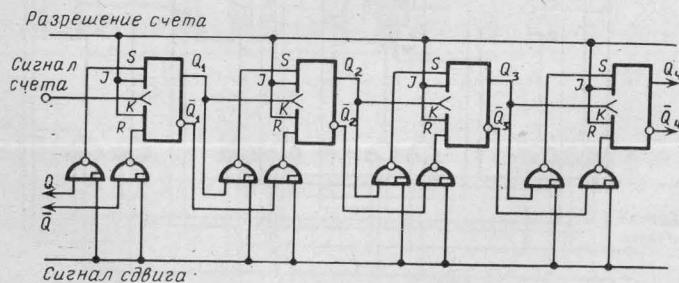 Разрешение счета
Сигнал счета
S J K R Q₁ Q̄₁
S J K R Q₂ Q̄₂
S J K R Q₃ Q̄₃
S J K R Q₄ Q̄₄
Q
Q̄
Сигнал сдвига